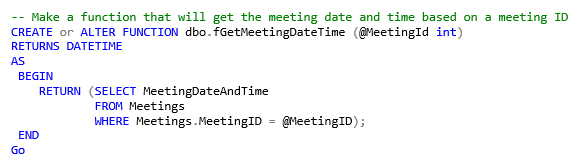 -- Make a function that will get the meeting date and time based on a meeting ID
CREATE or ALTER FUNCTION dbo.fGetMeetingDateTime (@MeetingId int)
RETURNS DATETIME
AS
BEGIN
RETURN (SELECT MeetingDateAndTime
FROM Meetings
WHERE Meetings.MeetingID = @MeetingID);
END
Go